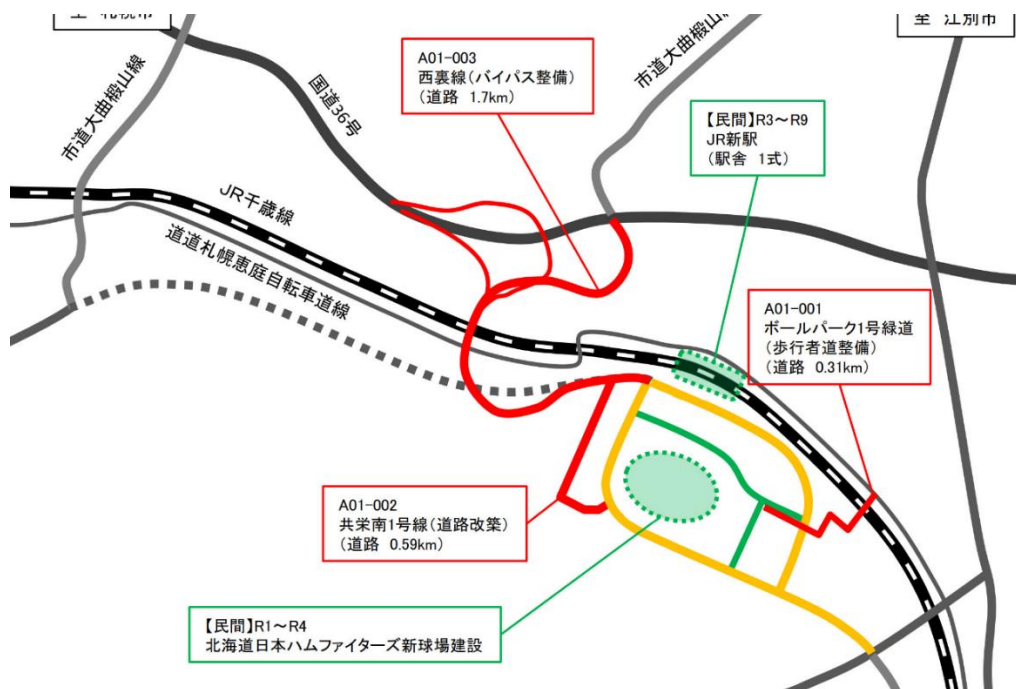 至 札幌市
至 江別市
市道大曲椴山線
国道36号
A01-003
西裏線(バイパス整備)
(道路 1.7km)
市道大曲椴山線
【民間】R3～R9
JR新駅
(駅舎 1式)
JR千歳線
道道札幌恵庭自転車道線
A01-001
ボールパーク1号緑道
(歩行者道整備)
(道路 0.31km)
A01-002
共栄南1号線(道路改築)
(道路 0.59km)
【民間】R1～R4
北海道日本ハムファイターズ新球場建設